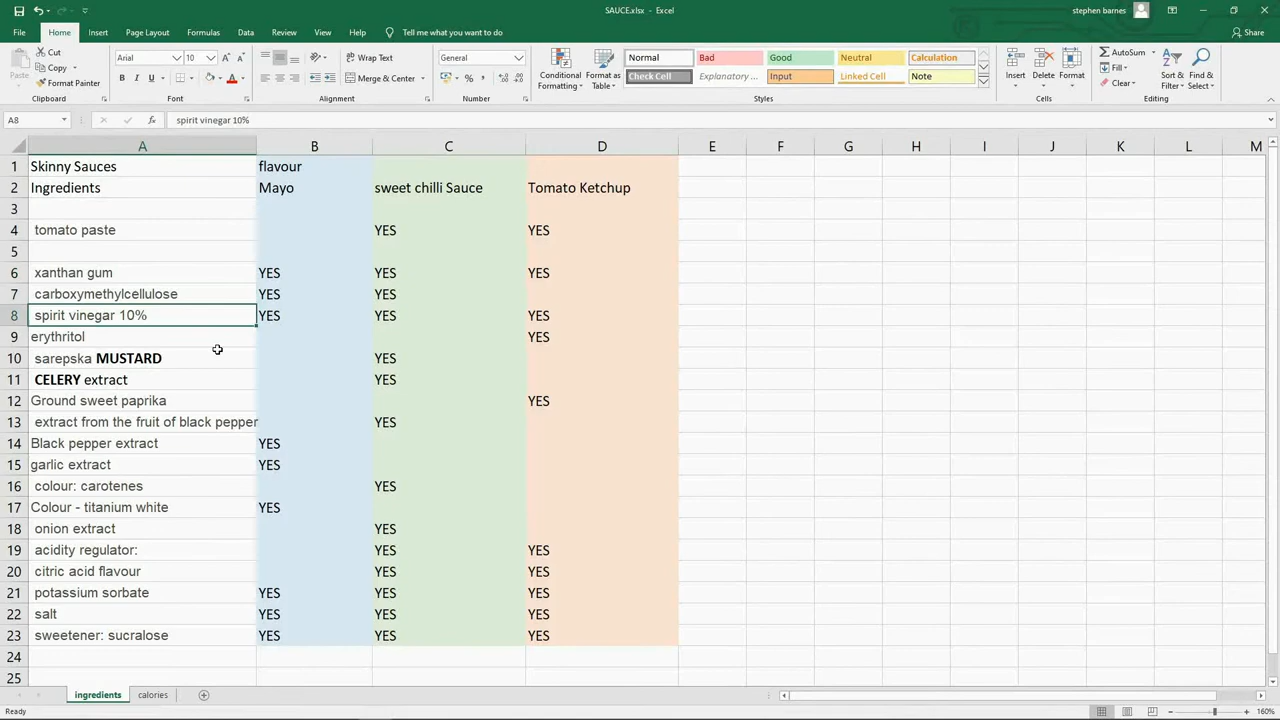 SAUCE.xlsx - Excel
stephen barnes
File Home Insert Page Layout Formulas Data Review View Help Tell me what you want to do Share
Paste Cut Copy Format Painter Clipboard
Arial 10 B I U A Font
Wrap Text Merge & Center Alignment
General % Number
Conditional Formatting Format as Table
Normal Bad Good Neutral Calculation
Check Cell Explanatory ... Input Linked Cell Note
Styles
Insert Delete Format Cells
AutoSum Fill Clear Sort & Filter Find & Select Editing
A8 fx spirit vinegar 10%
A B C D E F G H I J K L M
1 Skinny Sauces flavour
2 Ingredients Mayo sweet chilli Sauce Tomato Ketchup
3
4 tomato paste YES YES
5
6 xanthan gum YES YES YES
7 carboxymethylcellulose YES YES
8 spirit vinegar 10% YES YES YES
9 erythritol YES
10 sarepska MUSTARD YES
11 CELERY extract YES
12 Ground sweet paprika YES
13 extract from the fruit of black pepper YES
14 Black pepper extract YES
15 garlic extract YES
16 colour: carotenes YES
17 Colour - titanium white YES
18 onion extract YES
19 acidity regulator: YES YES
20 citric acid flavour YES YES
21 potassium sorbate YES YES YES
22 salt YES YES YES
23 sweetener: sucralose YES YES YES
24
25
ingredients calories
Ready 160%